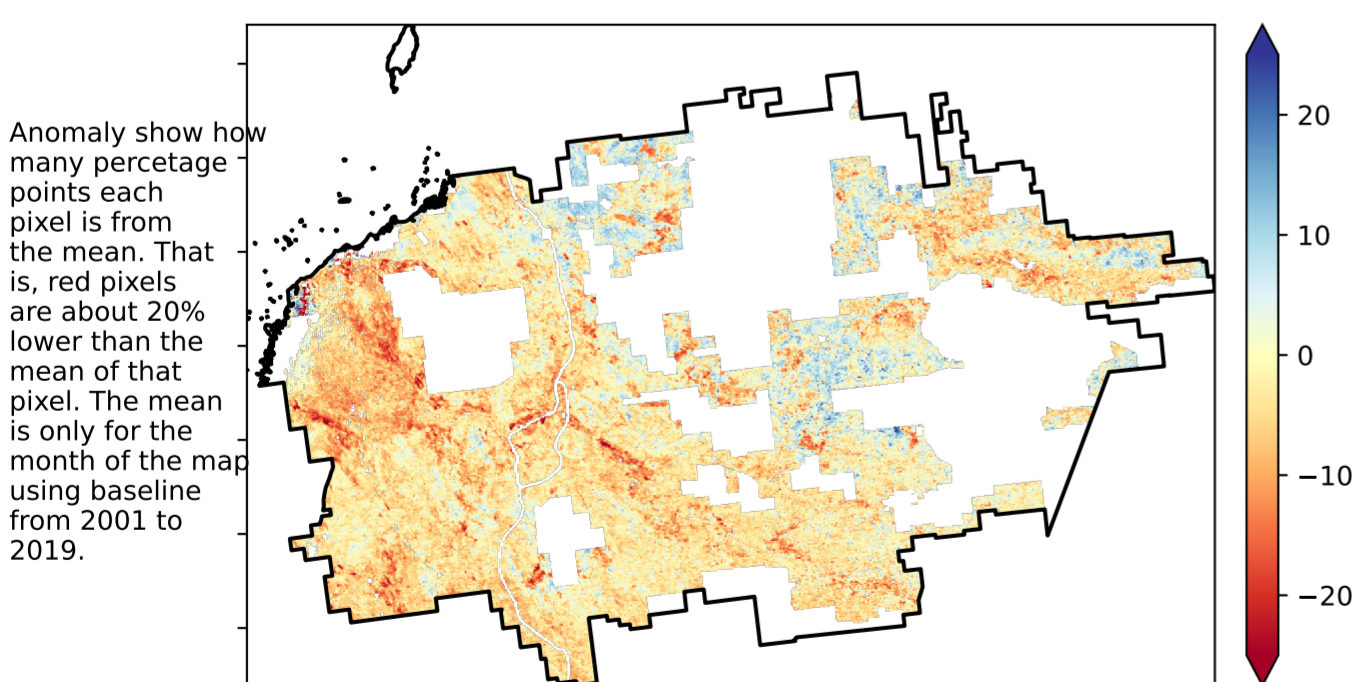 Anomaly show how
many percetage
points each
pixel is from
the mean. That
is, red pixels
are about 20%
lower than the
mean of that
pixel. The mean
is only for the
month of the map
using baseline
from 2001 to
2019.
20
10
0
−10
−20